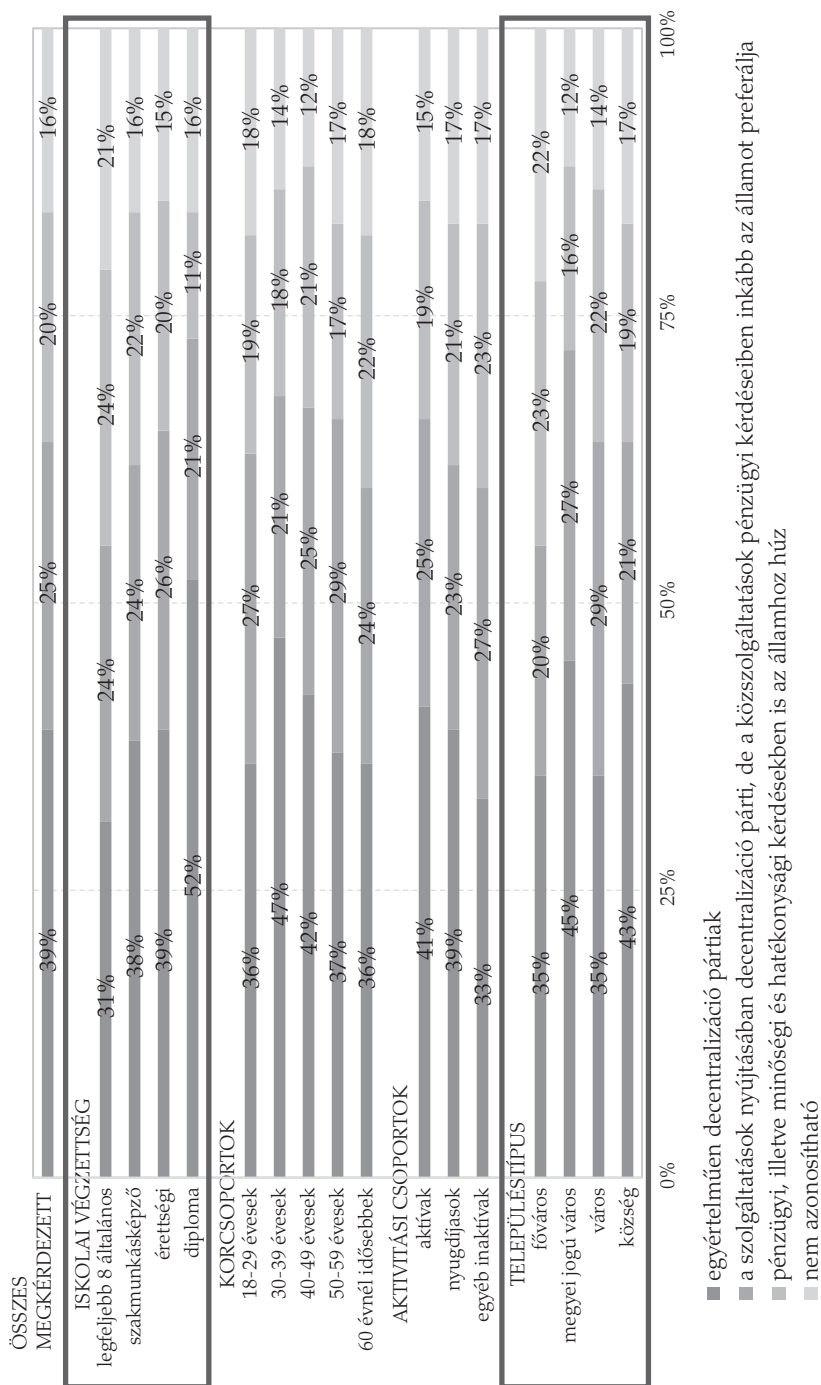 ÖSSZES
MEGKÉRDEZETT 39% 25% 20% 16%
ISKOLAI VÉGZETTSÉG
legfeljebb 8 általános 31% 24% 24% 21%
szakmunkásképző 38% 24% 22% 16%
érettségi 39% 26% 20% 15%
diploma 52% 21% 11% 16%
KORCSOPORTOK
18-29 évesek 36% 27% 19% 18%
30-39 évesek 47% 21% 18% 14%
40-49 évesek 42% 25% 21% 12%
50-59 évesek 37% 29% 17% 17%
60 évnél idősebbek 36% 24% 22% 18%
AKTIVITÁSI CSOPORTOK
aktívak 41% 25% 19% 15%
nyugdíjasok 39% 23% 21% 17%
egyéb inaktívak 33% 27% 23% 17%
TELEPÜLÉSTÍPUS
főváros 35% 20% 23% 22%
megyei jogú város 45% 27% 16% 12%
város 35% 29% 22% 14%
község 43% 21% 19% 17%
0% 25% 50% 75% 100%
egyértelműen decentralizáció pártiak
a szolgáltatások nyújtásában decentralizáció párti, de a közszolgáltatások pénzügyi kérdéseiben inkább az államot preferálja
pénzügyi, illetve minőségi és hatékonysági kérdésekben is az államhoz húz
nem azonosítható